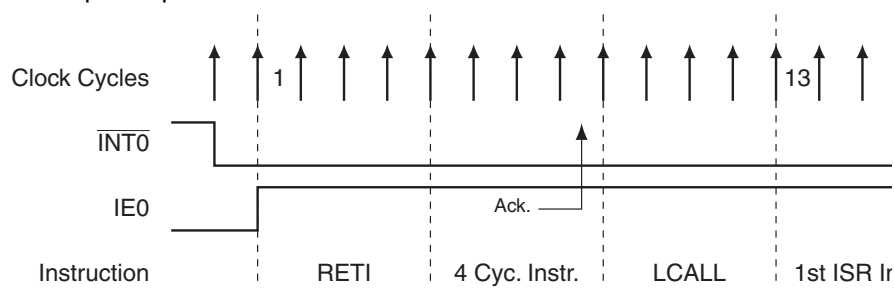 Clock Cycles 1 13
INT0
IE0
Ack.
Instruction RETI 4 Cyc. Instr. LCALL 1st ISR In